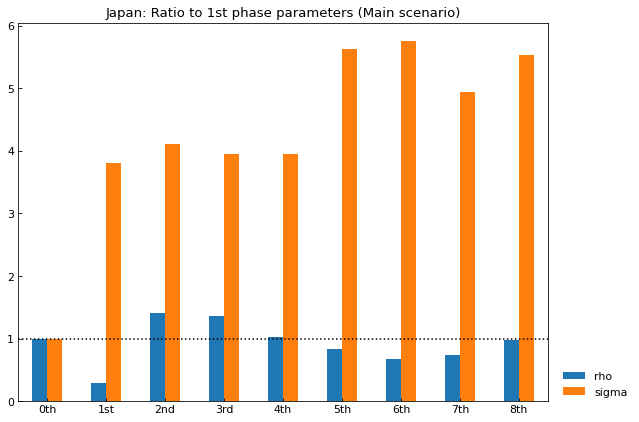 Japan: Ratio to 1st phase parameters (Main scenario)
6
5
4
3
2
1
0
0th 1st 2nd 3rd 4th 5th 6th 7th 8th
rho
sigma